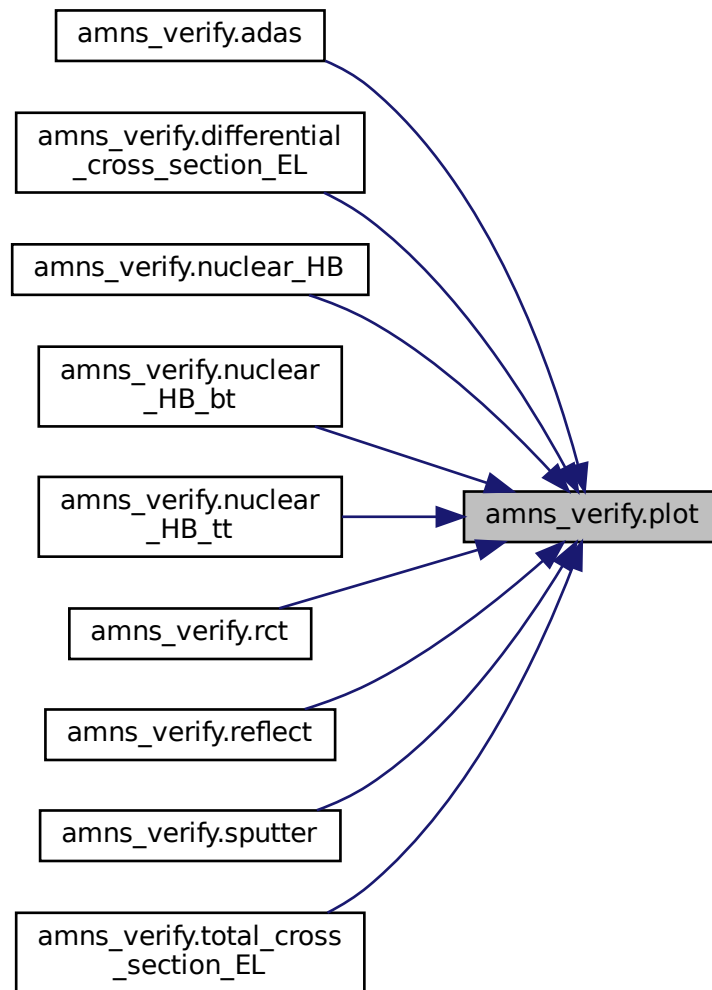 amns_verify.adas
amns_verify.differential
_cross_section_EL
amns_verify.nuclear_HB
amns_verify.nuclear
_HB_bt
amns_verify.nuclear
_HB_tt
amns_verify.plot
amns_verify.rct
amns_verify.reflect
amns_verify.sputter
amns_verify.total_cross
_section_EL